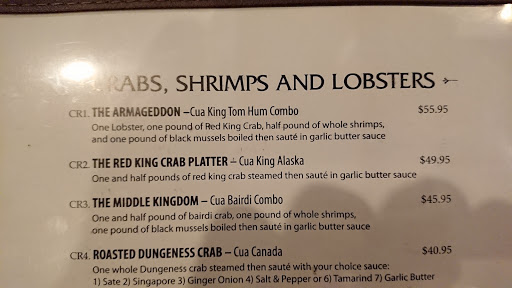 CRABS, SHRIMPS AND LOBSTERS
CR1. THE ARMAGEDDON –Cua King Tom Hum Combo $55.95
One Lobster, one pound of Red King Crab, half pound of whole shrimps,
and one pound of black mussels boiled then sauté in garlic butter sauce
CR2. THE RED KING CRAB PLATTER – Cua King Alaska $49.95
One and half pounds of red king crab steamed then sauté in garlic butter sauce
CR3. THE MIDDLE KINGDOM – Cua Bairdi Combo $45.95
One and half pound of bairdi crab, one pound of whole shrimps,
one pound of black mussels boiled then sauté in garlic butter sauce
CR4. ROASTED DUNGENESS CRAB – Cua Canada $40.95
One whole Dungeness crab steamed then sauté with your choice sauce:
1) Sate 2) Singapore 3) Ginger Onion 4) Salt & Pepper or 6) Tamarind 7) Garlic Butter